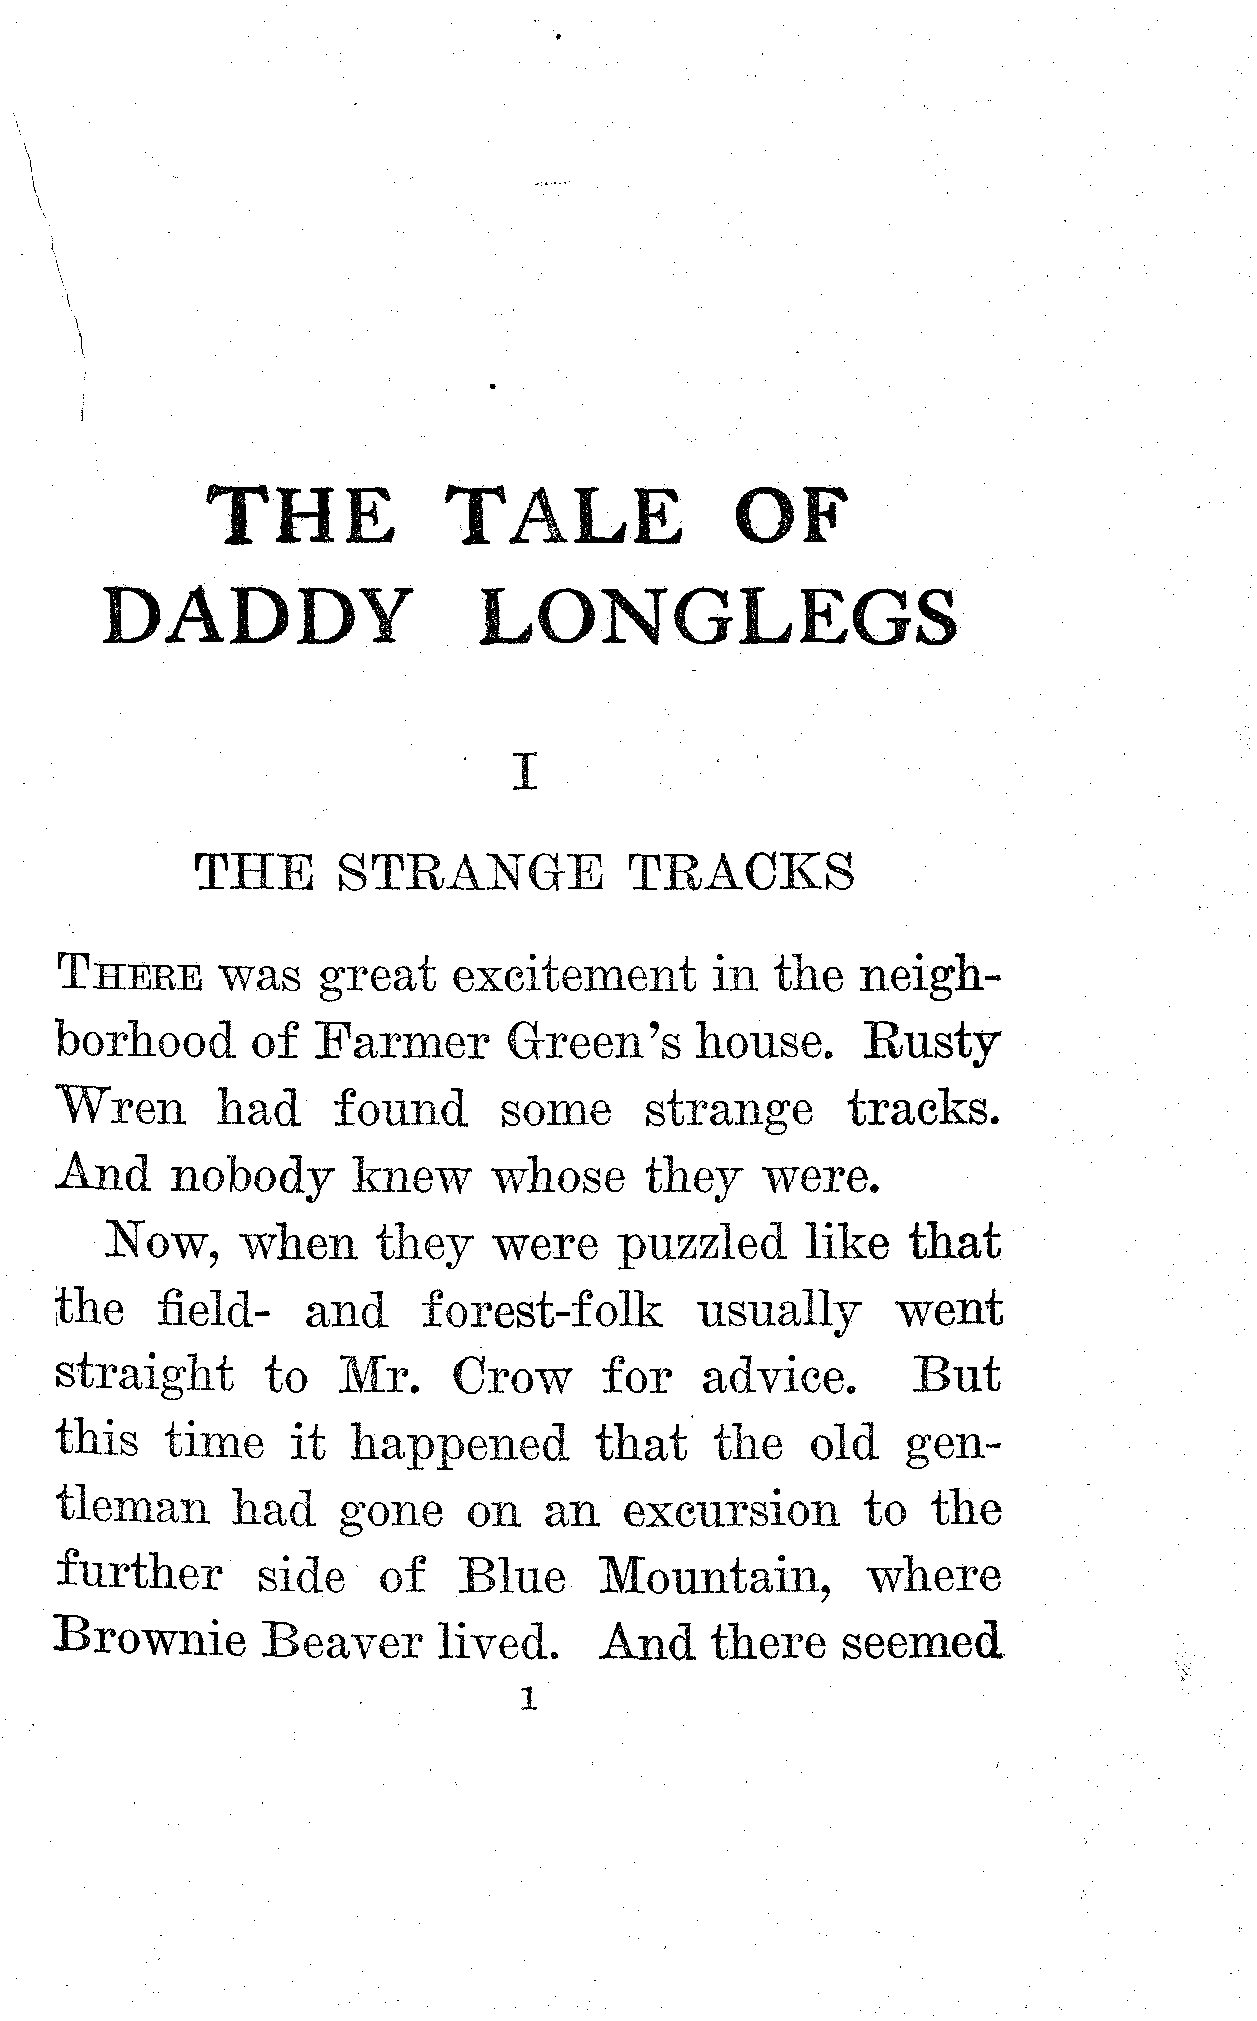 THE TALE OF
DADDY LONGLEGS
I
THE STRANGE TRACKS
THERE was great excitement in the neigh-
borhood of Farmer Green's house. Rusty
Wren had found some strange tracks.
And nobody knew whose they were.
Now, when they were puzzled like that
the field- and forest-folk usually went
straight to Mr. Crow for advice. But
this time it happened that the old gen-
tleman had gone on an excursion to the
further side of Blue Mountain, where
Brownie Beaver lived. And there seemed
1